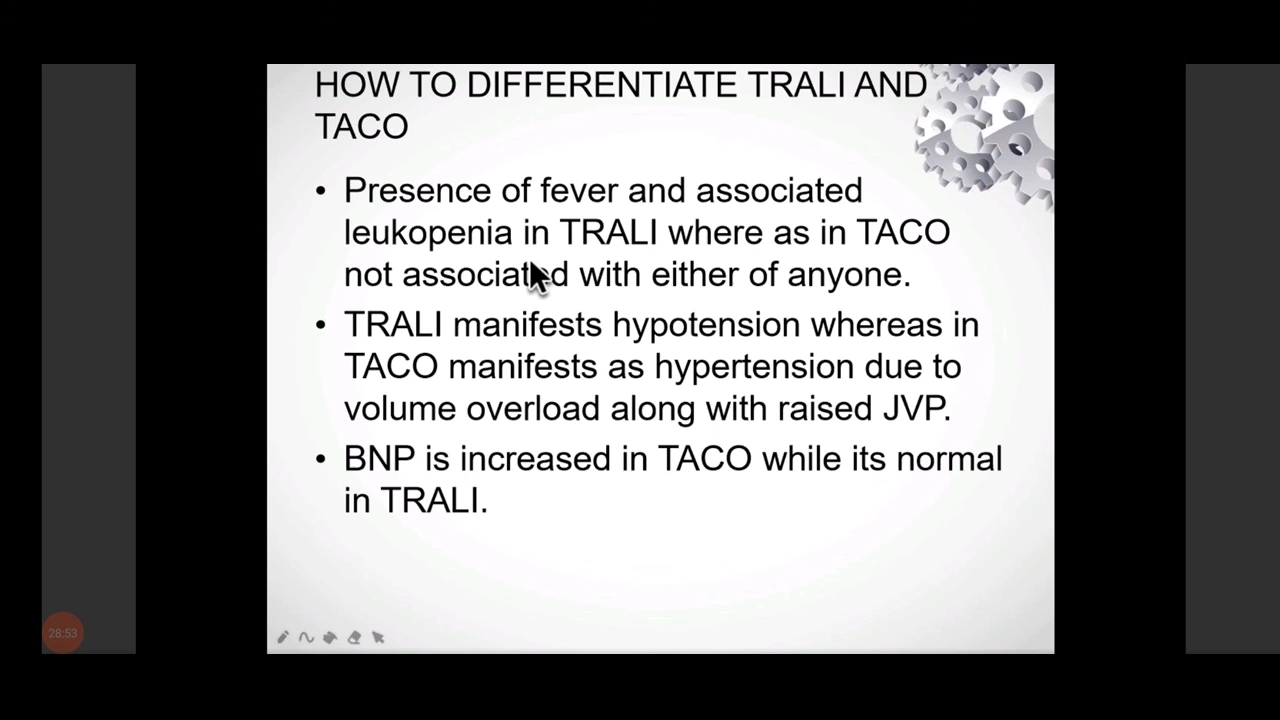 HOW TO DIFFERENTIATE TRALI AND
TACO
• Presence of fever and associated
leukopenia in TRALI where as in TACO
not associated with either of anyone.
• TRALI manifests hypotension whereas in
TACO manifests as hypertension due to
volume overload along with raised JVP.
• BNP is increased in TACO while its normal
in TRALI.
28:53